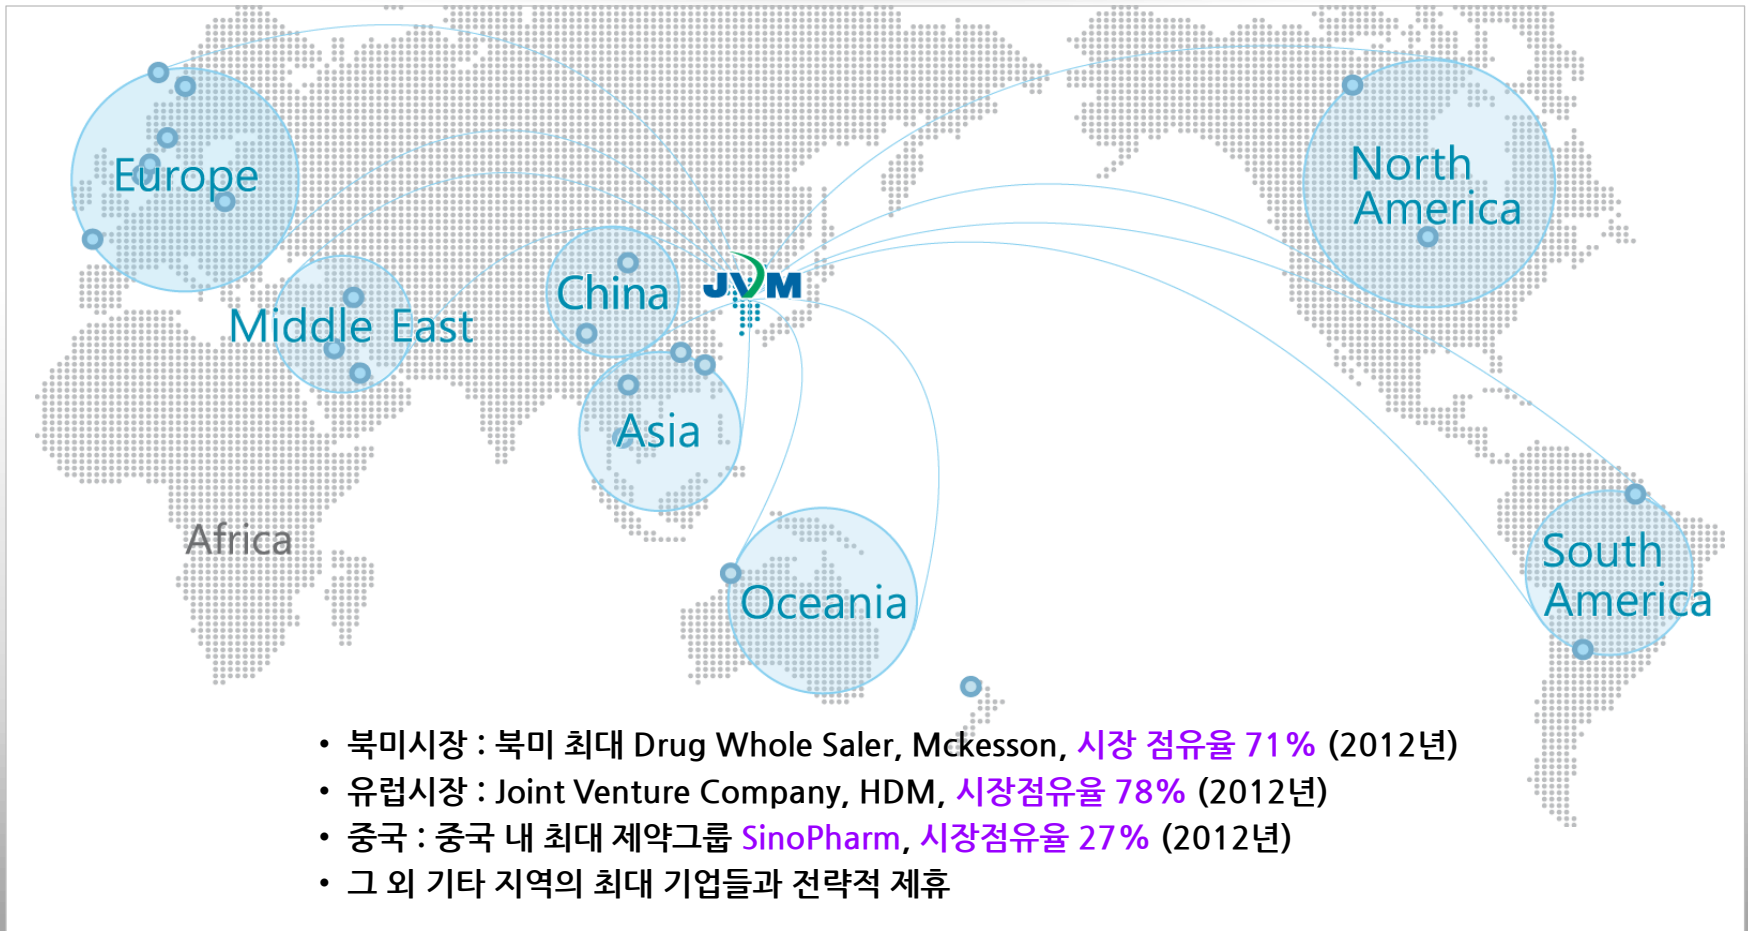 Europe
North
America
China
JVM
Middle East
Asia
Africa
South
America
Oceania
• 북미시장 : 북미 최대 Drug Whole Saler, Mckesson, 시장 점유율 71% (2012년)
• 유럽시장 : Joint Venture Company, HDM, 시장점유율 78% (2012년)
• 중국 : 중국 내 최대 제약그룹 SinoPharm, 시장점유율 27% (2012년)
• 그 외 기타 지역의 최대 기업들과 전략적 제휴